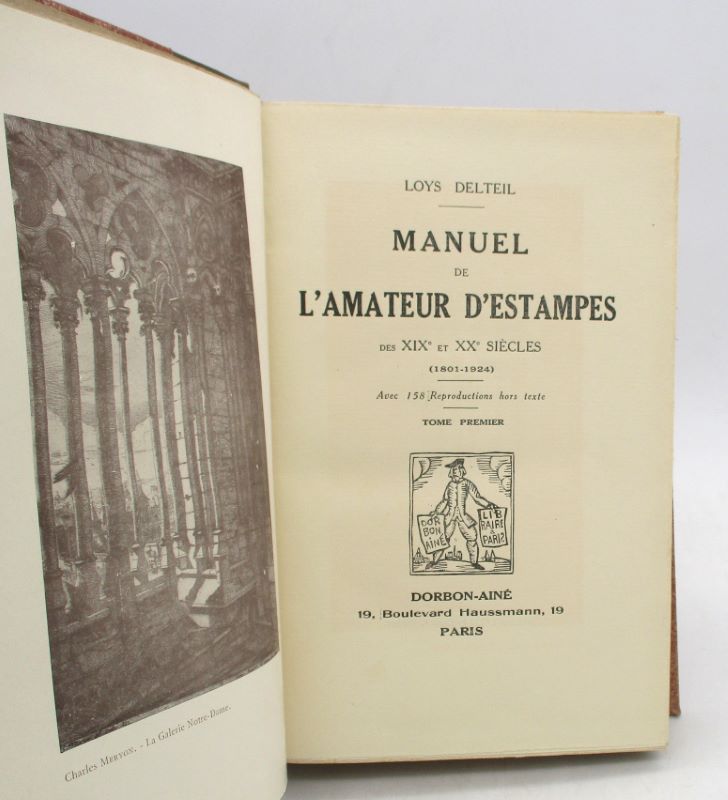 Charles MERYON. - La Galerie Notre-Dame.
LOYS DELTEIL
MANUEL
DE
L'AMATEUR D'ESTAMPES
DES XIXe ET XXe SIÈCLES
(1801-1924)
Avec 158 Reproductions hors texte
TOME PREMIER
DOR
BON
AINÉ
LIB
RAIRE
À
PARIS
DORBON-AINÉ
19, Boulevard Haussmann, 19
PARIS